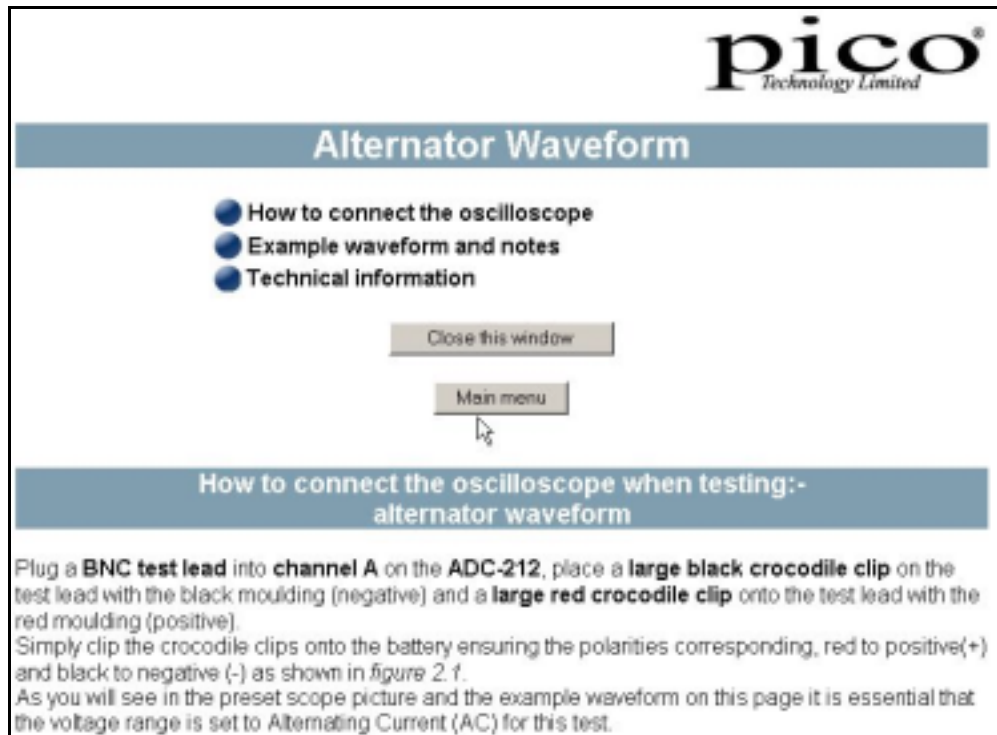 pico®
Technology Limited
Alternator Waveform
How to connect the oscilloscope
Example waveform and notes
Technical information
Close this window
Main menu
How to connect the oscilloscope when testing:-
alternator waveform
Plug a BNC test lead into channel A on the ADC-212, place a large black crocodile clip on the
test lead with the black moulding (negative) and a large red crocodile clip onto the test lead with the
red moulding (positive).
Simply clip the crocodile clips onto the battery ensuring the polarities corresponding, red to positive(+)
and black to negative (-) as shown in figure 2.1.
As you will see in the preset scope picture and the example waveform on this page it is essential that
the voltage range is set to Alternating Current (AC) for this test.